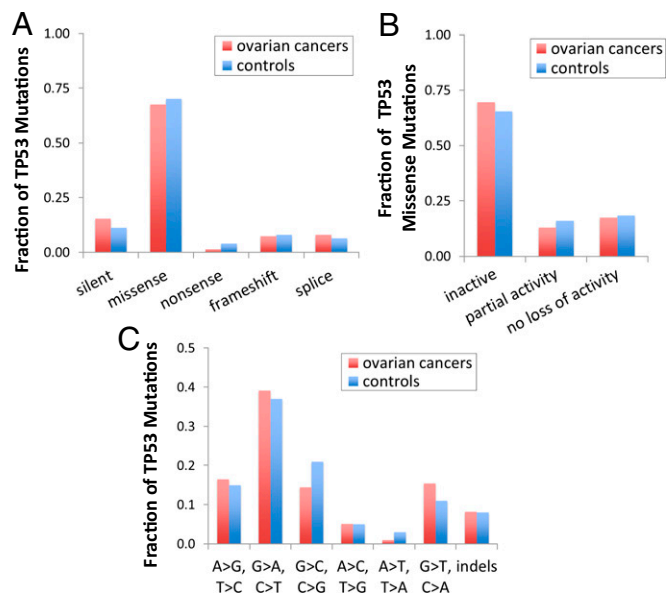 A
Fraction of TP53 Mutations
1.00
0.75
0.50
0.25
0.00
ovarian cancers
controls
silent
missense
nonsense
frameshift
splice
B
Fraction of TP53
Missense Mutations
1.00
0.75
0.50
0.25
0.00
ovarian cancers
controls
inactive
partial activity
no loss of activity
C
Fraction of TP53 Mutations
0.5
0.4
0.3
0.2
0.1
0.0
ovarian cancers
controls
A>G, G>A, G>C, A>C, A>T, G>T, indels
T>C C>T C>G T>G T>A C>A